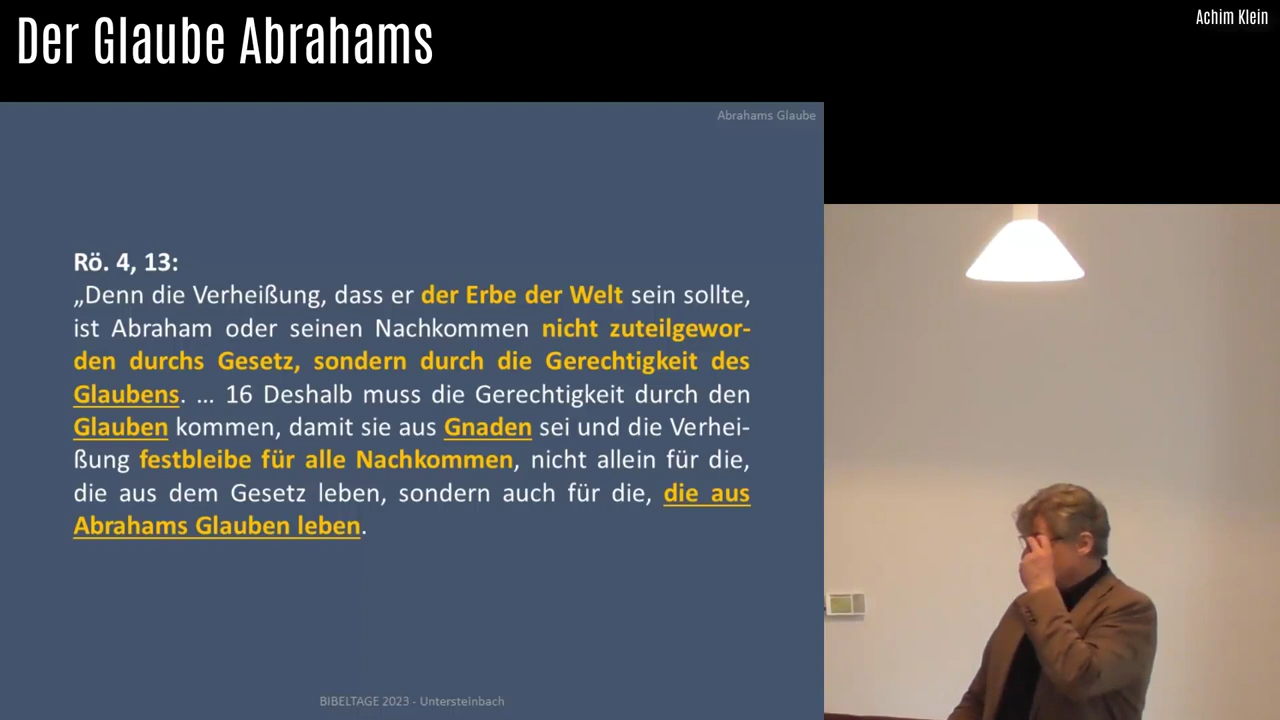 Der Glaube Abrahams
Achim Klein
Abrahams Glaube
Rö. 4, 13:
„Denn die Verheißung, dass er der Erbe der Welt sein sollte,
ist Abraham oder seinen Nachkommen nicht zuteilgewor-
den durchs Gesetz, sondern durch die Gerechtigkeit des
Glaubens. ... 16 Deshalb muss die Gerechtigkeit durch den
Glauben kommen, damit sie aus Gnaden sei und die Verhei-
ßung festbleibe für alle Nachkommen, nicht allein für die,
die aus dem Gesetz leben, sondern auch für die, die aus
Abrahams Glauben leben.
BIBELTAGE 2023 - Untersteinbach